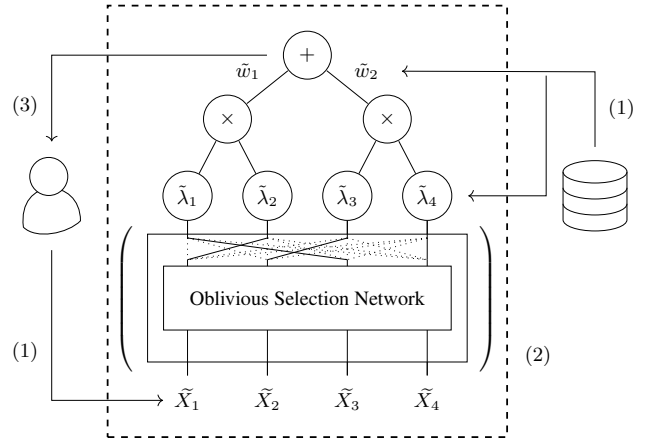 +
w̃₁ w̃₂
(3) × × (1)
λ̃₁ λ̃₂ λ̃₃ λ̃₄
Oblivious Selection Network
(1) (2)
X̃₁ X̃₂ X̃₃ X̃₄